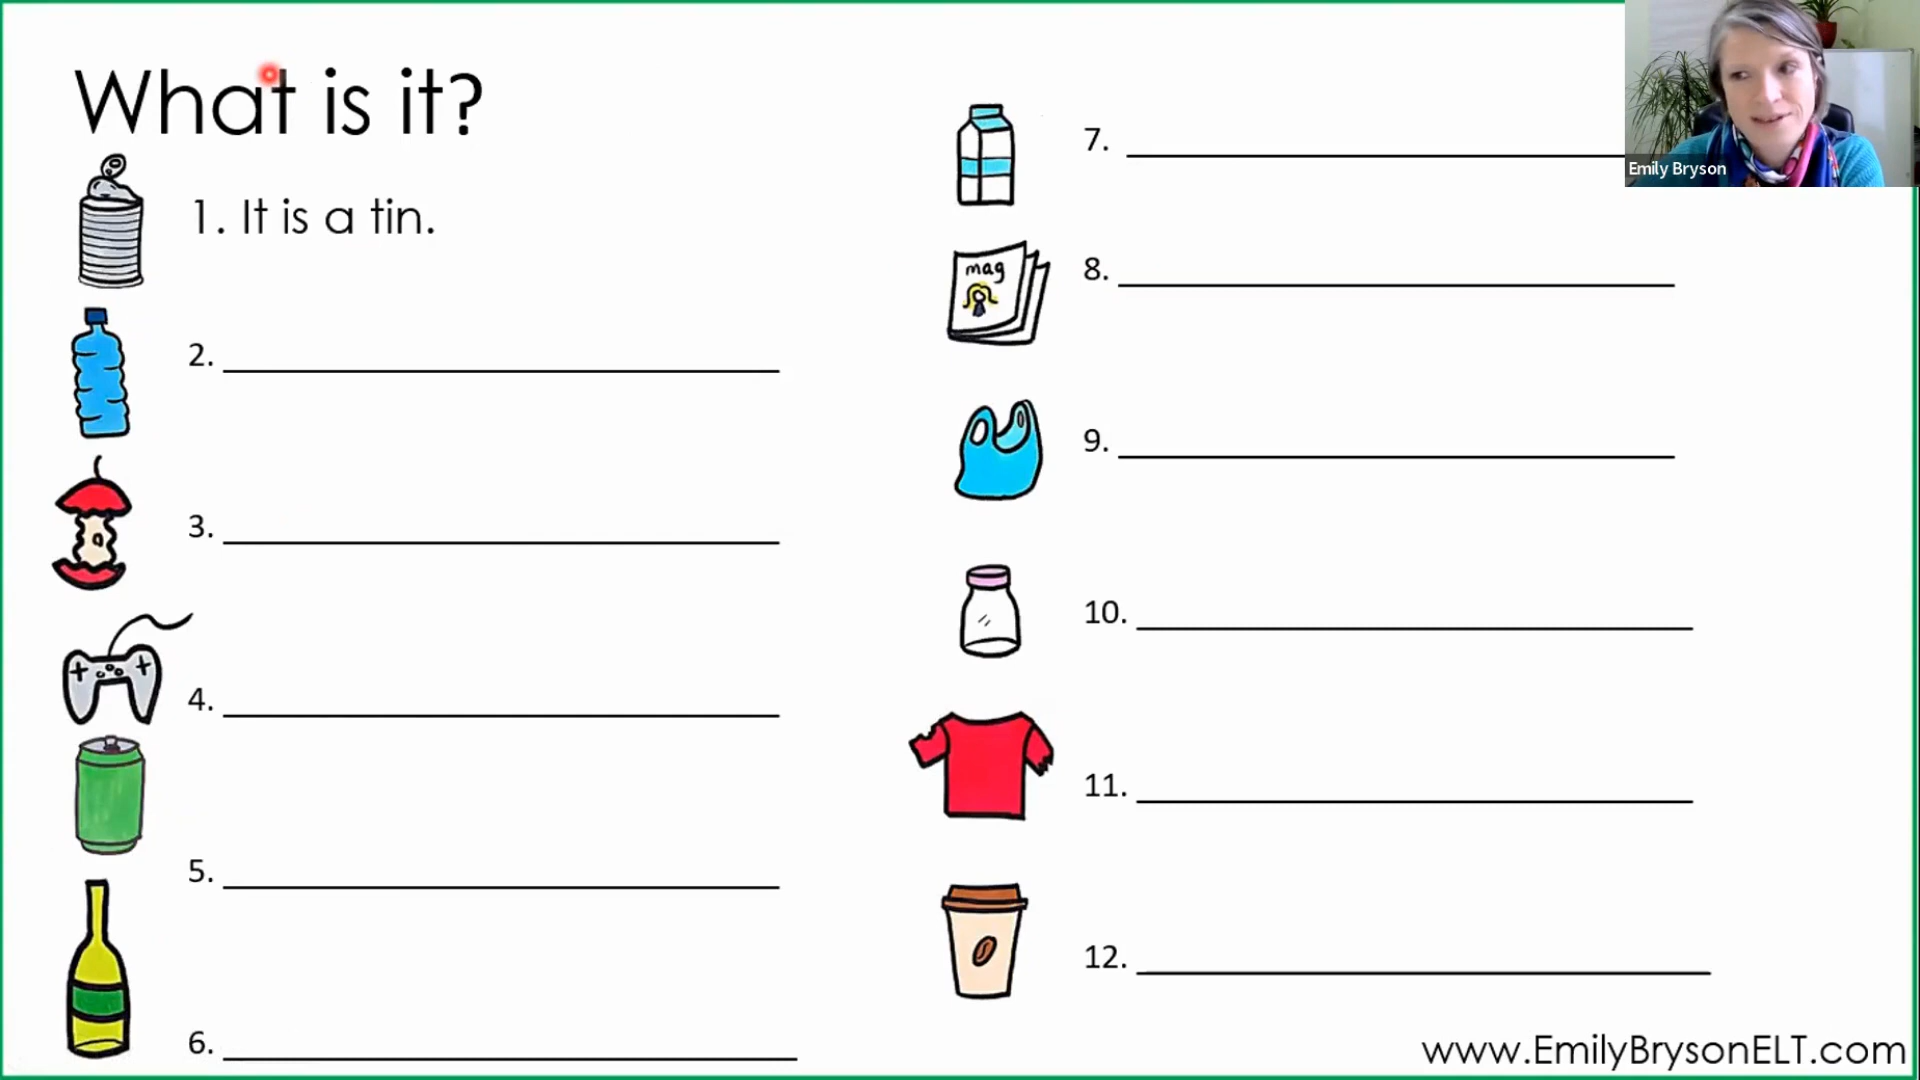 What is it?
1. It is a tin.
2.
3.
4.
5.
6.
7.
mag
8.
9.
10.
11.
12.
Emily Bryson
www.EmilyBrysonELT.com